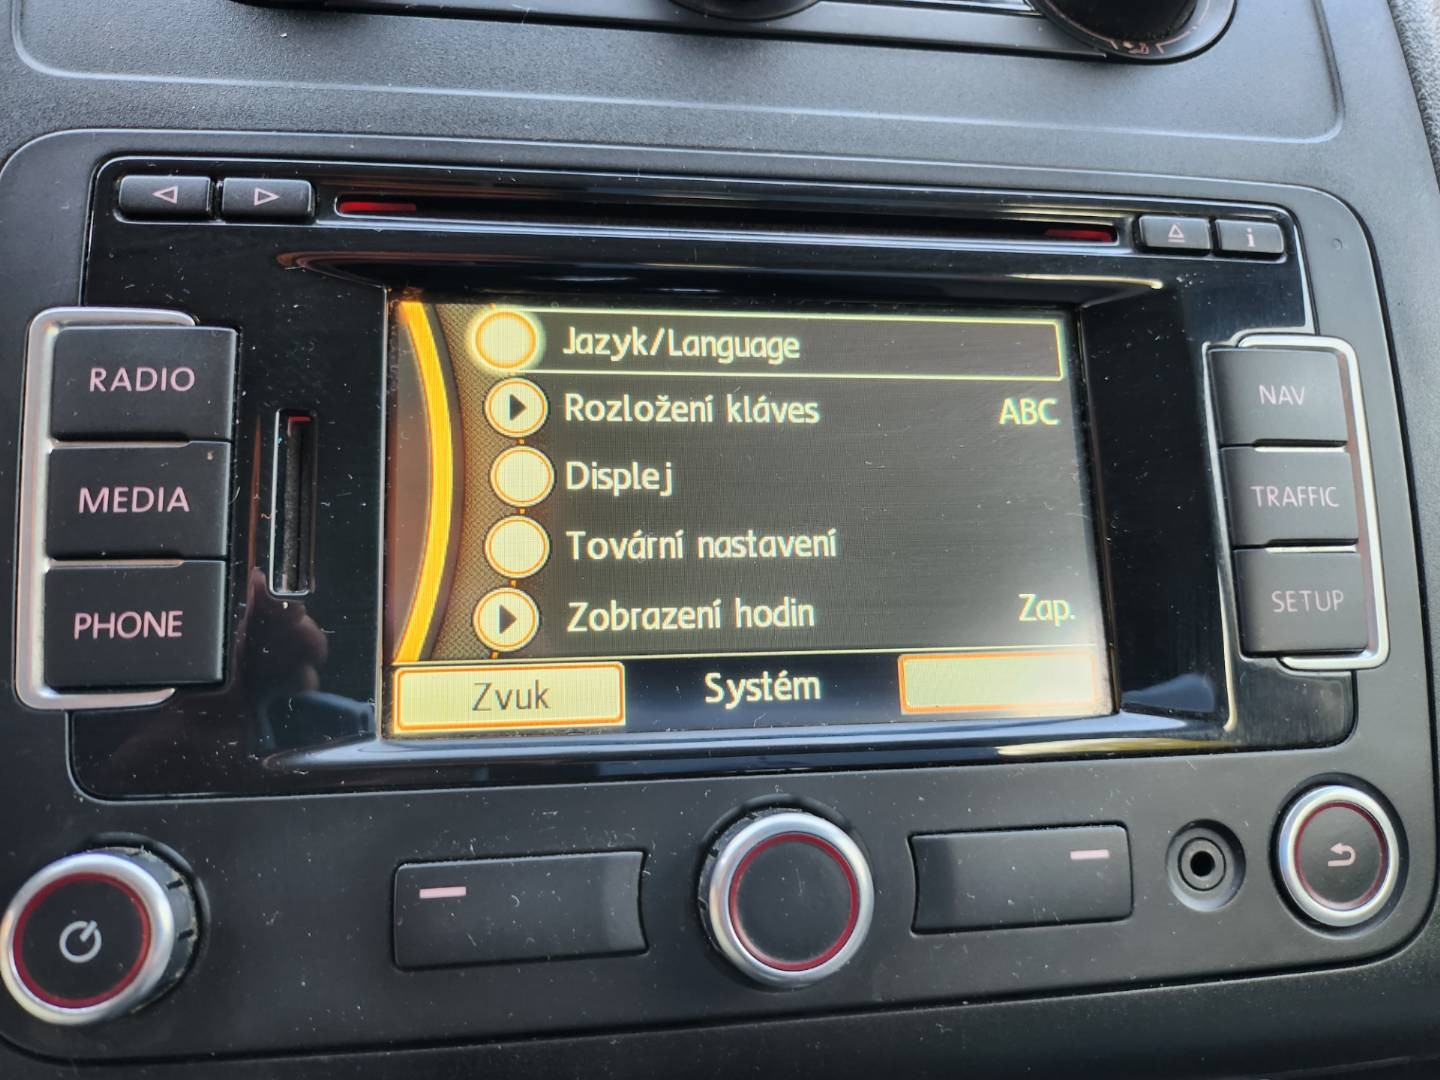 i
RADIO
MEDIA
PHONE
Jazyk/Language
Rozložení kláves ABC
Displej
Tovární nastavení
Zobrazení hodin Zap.
Zvuk Systém
NAV
TRAFFIC
SETUP